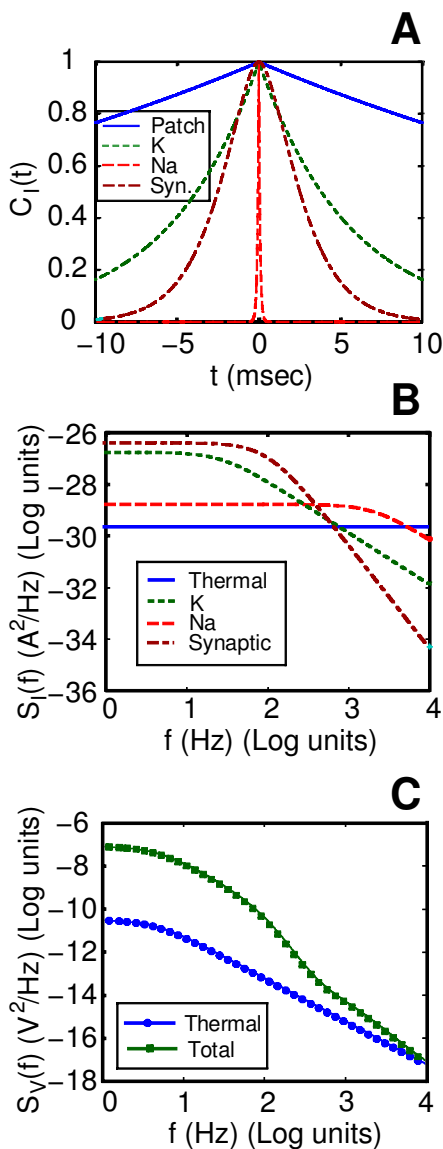 A
C_I(t)
1
0.8
0.6
0.4
0.2
0
Patch
K
Na
Syn.
−10 −5 0 5 10
t (msec)
B
S_I(f) (A^2/Hz) (Log units)
−26
−28
−30
−32
−34
−36
Thermal
K
Na
Synaptic
0 1 2 3 4
f (Hz) (Log units)
C
S_V(f) (V^2/Hz) (Log units)
−6
−8
−10
−12
−14
−16
−18
Thermal
Total
0 1 2 3 4
f (Hz) (Log units)